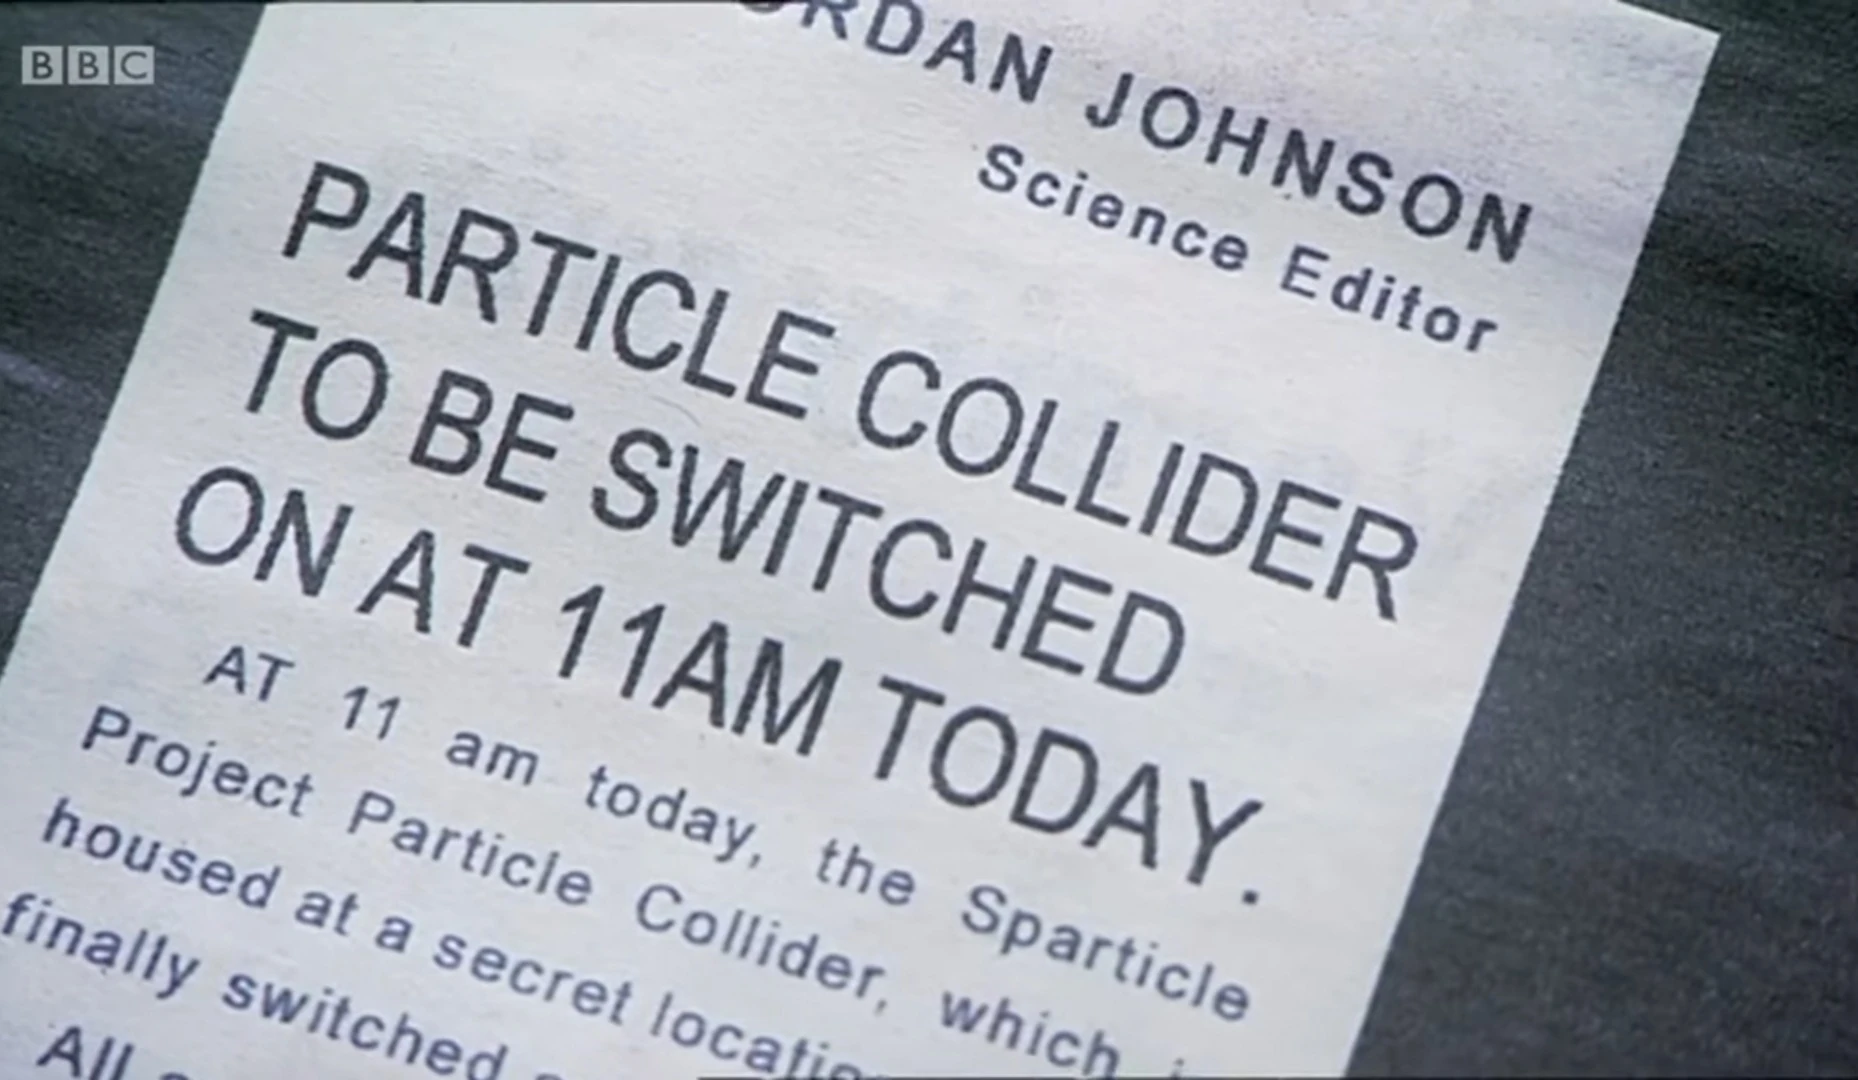 BBC
JOHNSON
Science Editor
PARTICLE COLLIDER
TO BE SWITCHED
ON AT 11AM TODAY.
AT 11 am today, the Sparticle
Project Particle Collider, which
housed at a secret
finally switched
All